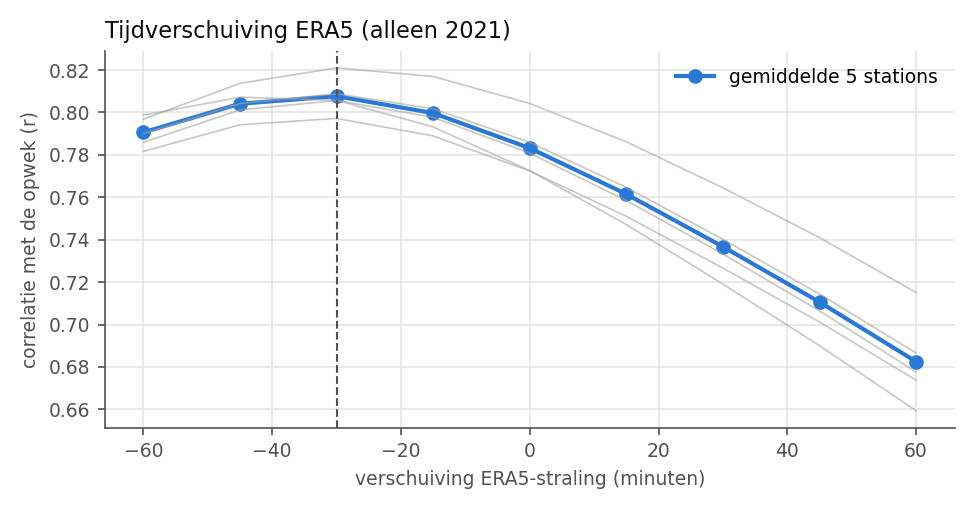 Tijdverschuiving ERA5 (alleen 2021)
gemiddelde 5 stations
correlatie met de opwek (r)
0.82
0.80
0.78
0.76
0.74
0.72
0.70
0.68
0.66
−60 −40 −20 0 20 40 60
verschuiving ERA5-straling (minuten)